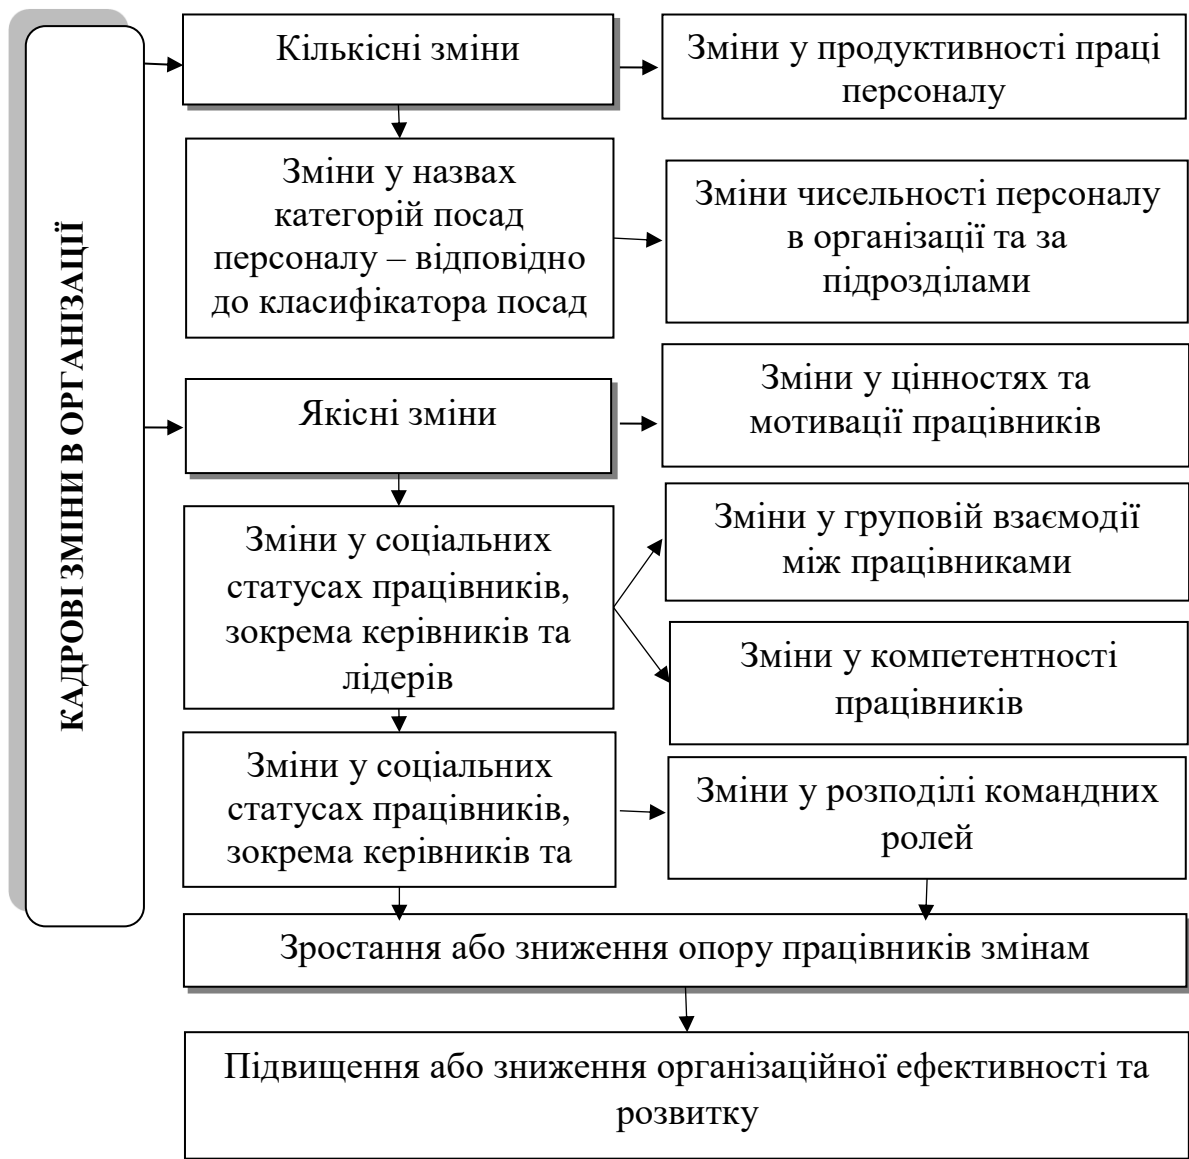 КАДРОВІ ЗМІНИ В ОРГАНІЗАЦІЇ
Кількісні зміни
Зміни у продуктивності праці
персоналу
Зміни у назвах
категорій посад
персоналу – відповідно
до класифікатора посад
Зміни чисельності персоналу
в організації та за
підрозділами
Якісні зміни
Зміни у цінностях та
мотивації працівників
Зміни у соціальних
статусах працівників,
зокрема керівників та
лідерів
Зміни у груповій взаємодії
між працівниками
Зміни у компетентності
працівників
Зміни у соціальних
статусах працівників,
зокрема керівників та
Зміни у розподілі командних
ролей
Зростання або зниження опору працівників змінам
Підвищення або зниження організаційної ефективності та
розвитку